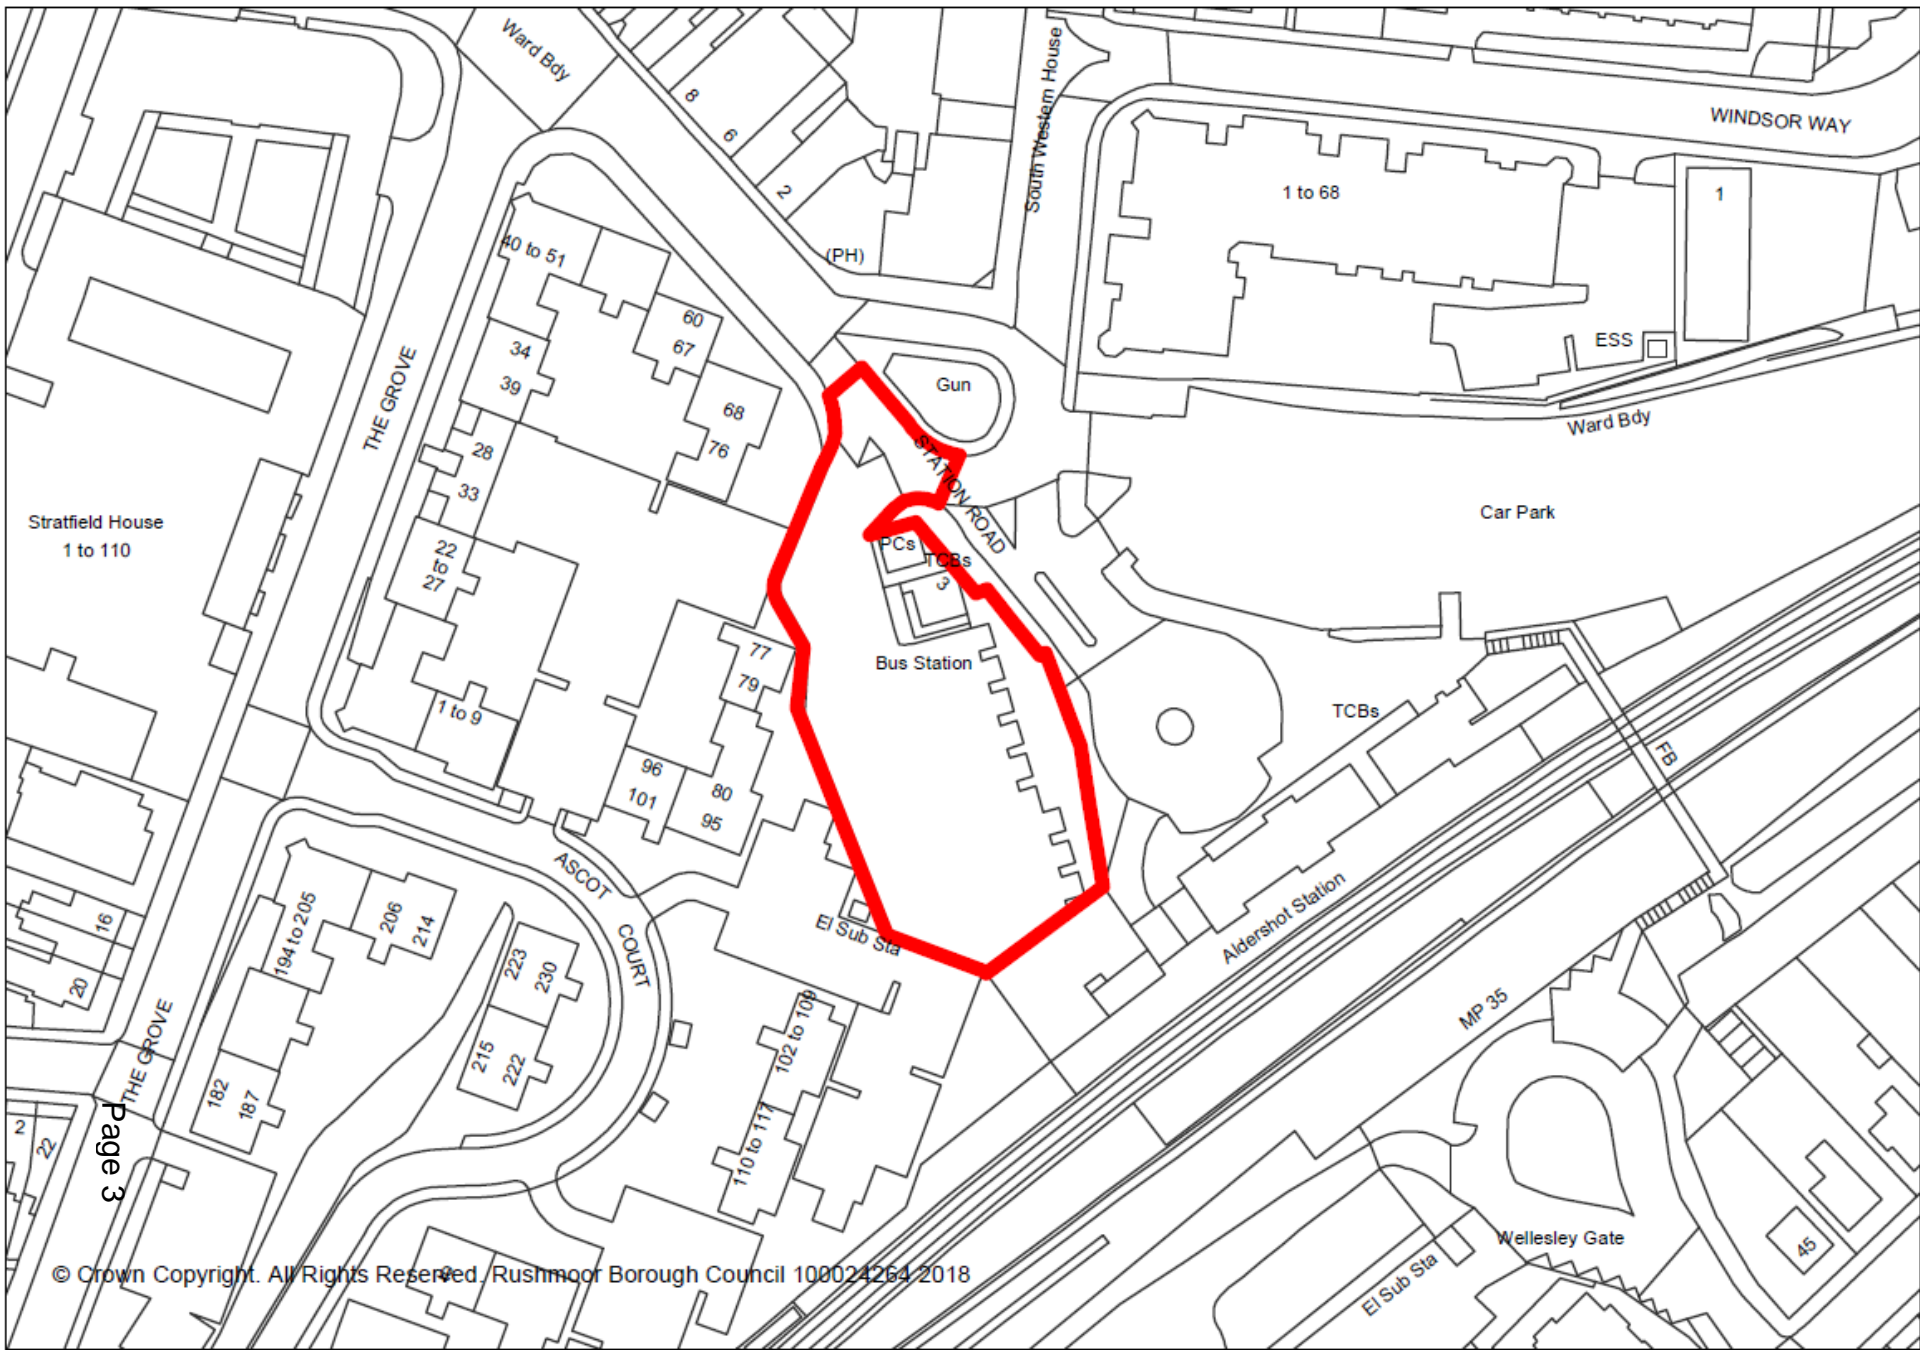 Ward Bdy
8
6
2
(PH)
South Western House
WINDSOR WAY
1 to 68
1
ESS
Ward Bdy
40 to 51
60
67
34
39
68
76
THE GROVE
28
33
Gun
STATION ROAD
Car Park
Stratfield House
1 to 110
22
to
27
PCs
TCBs
3
Bus Station
77
79
1 to 9
TCBs
FB
96
101
80
95
ASCOT COURT
El Sub Sta
Aldershot Station
MP 35
16
20
194 to 205
206
214
223
230
215
222
102 to 109
110 to 117
THE GROVE
182
187
2
22
Page 3
Wellesley Gate
45
El Sub Sta
© Crown Copyright. All Rights Reserved. Rushmoor Borough Council 100024264 2018